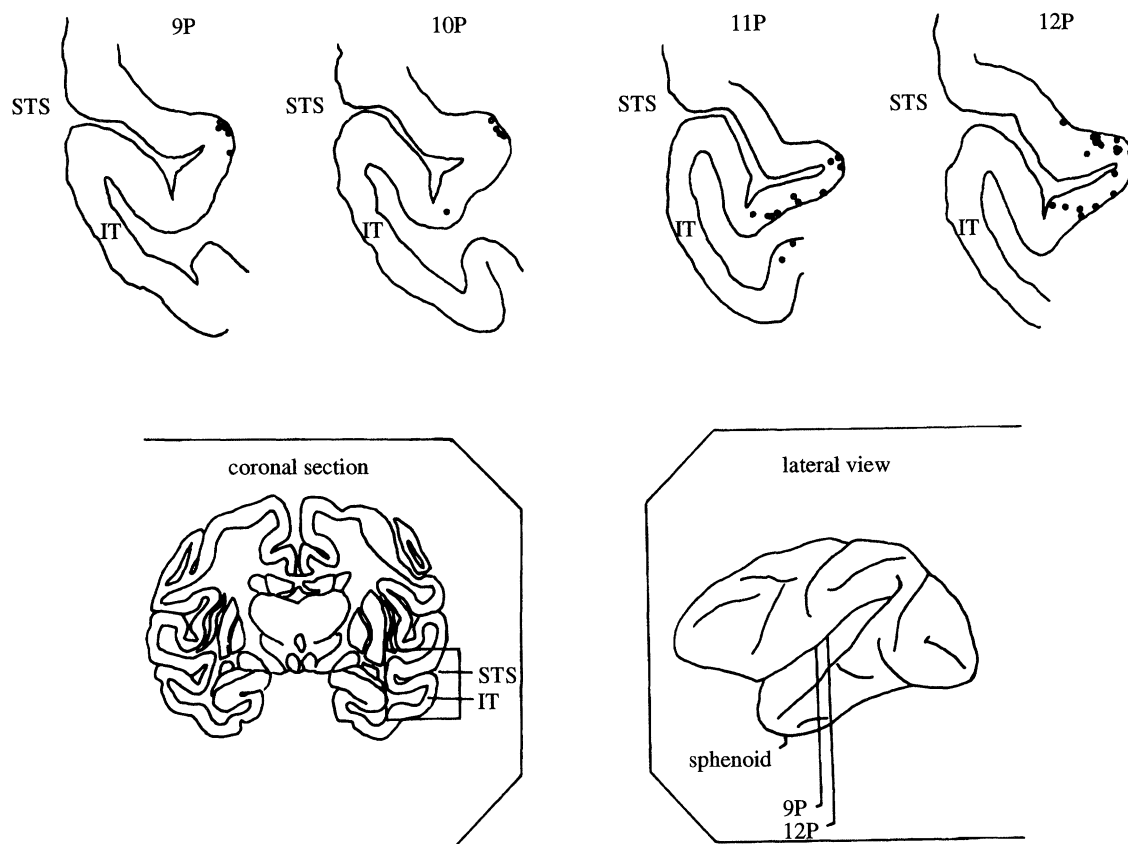 9P
10P
11P
12P
STS
STS
STS
STS
IT
IT
IT
IT
coronal section
lateral view
STS
IT
sphenoid
9P
12P